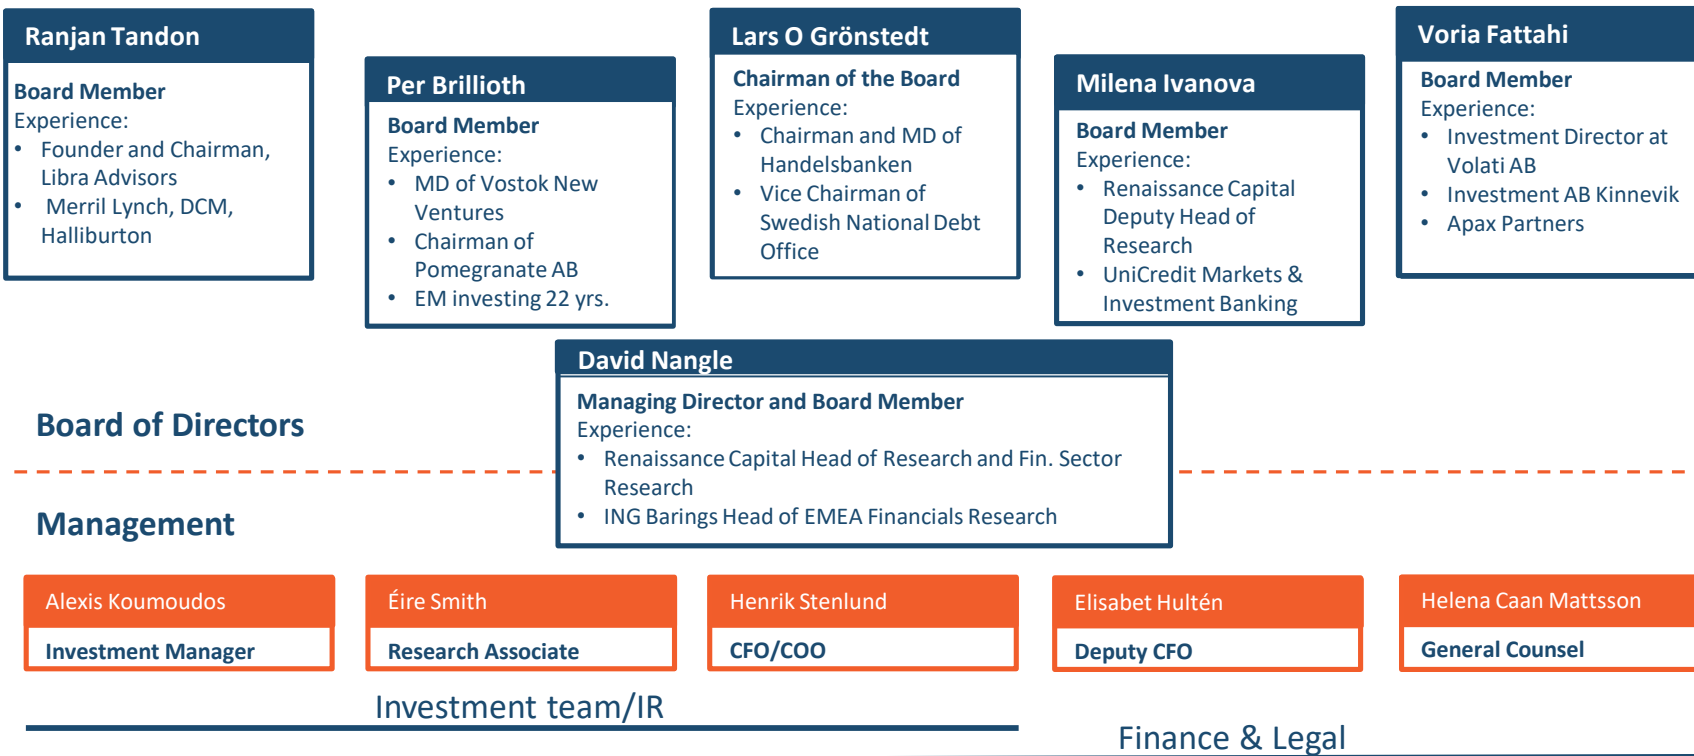 Ranjan Tandon
Board Member
Experience:
• Founder and Chairman,
Libra Advisors
• Merril Lynch, DCM,
Halliburton
Per Brillioth
Board Member
Experience:
• MD of Vostok New
Ventures
• Chairman of
Pomegranate AB
• EM investing 22 yrs.
Lars O Grönstedt
Chairman of the Board
Experience:
• Chairman and MD of
Handelsbanken
• Vice Chairman of
Swedish National Debt
Office
Milena Ivanova
Board Member
Experience:
• Renaissance Capital
Deputy Head of
Research
• UniCredit Markets &
Investment Banking
Voria Fattahi
Board Member
Experience:
• Investment Director at
Volati AB
• Investment AB Kinnevik
• Apax Partners
David Nangle
Managing Director and Board Member
Experience:
• Renaissance Capital Head of Research and Fin. Sector
Research
• ING Barings Head of EMEA Financials Research
Board of Directors
Management
Alexis Koumoudos
Investment Manager
Éire Smith
Research Associate
Henrik Stenlund
CFO/COO
Elisabet Hultén
Deputy CFO
Helena Caan Mattsson
General Counsel
Investment team/IR
Finance & Legal